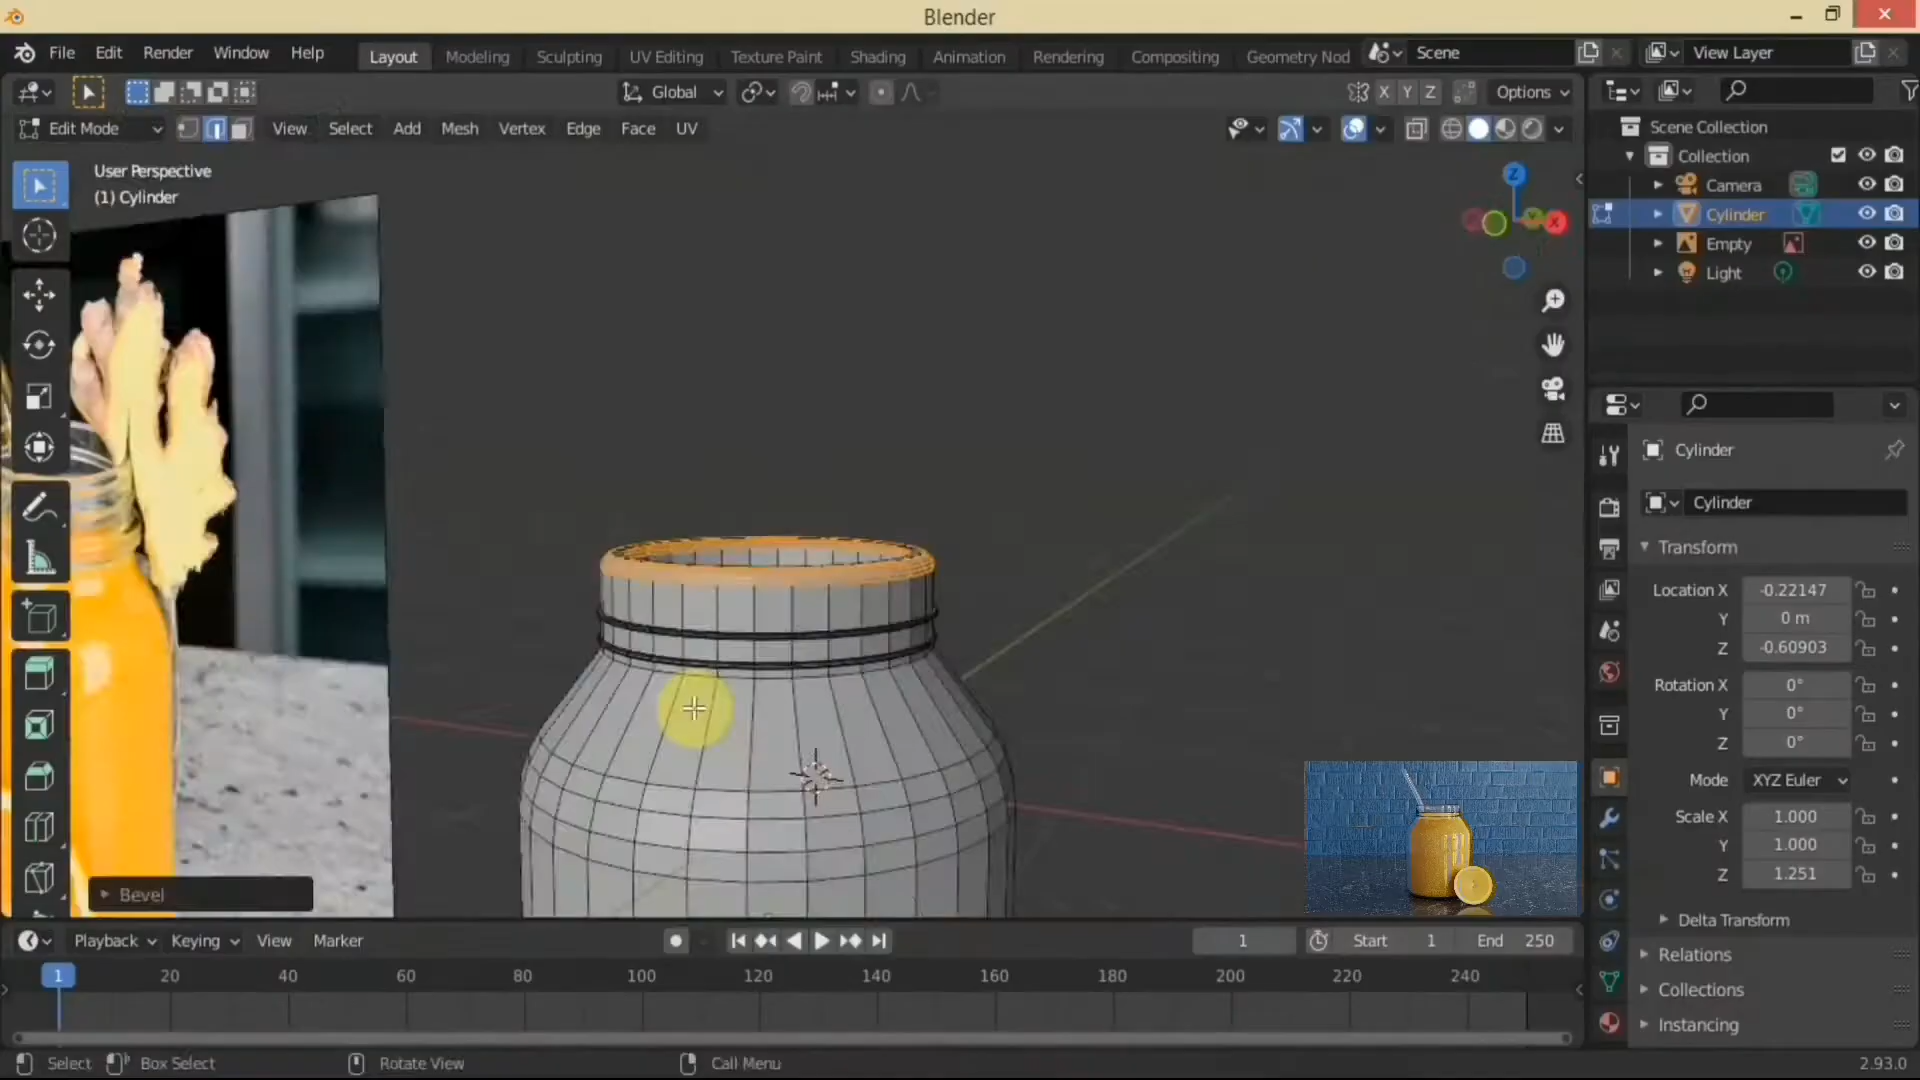 Blender
File Edit Render Window Help Layout Modeling Sculpting UV Editing Texture Paint Shading Animation Rendering Compositing Geometry Nod Scene View Layer
Global X Y Z Options
Edit Mode View Select Add Mesh Vertex Edge Face UV
User Perspective
(1) Cylinder
Z
X
Bevel
Scene Collection
Collection
Camera
Cylinder
Empty
Light
Cylinder
Cylinder
Transform
Location X -0.22147
Y 0 m
Z -0.60903
Rotation X 0°
Y 0°
Z 0°
Mode XYZ Euler
Scale X 1.000
Y 1.000
Z 1.251
Delta Transform
Relations
Collections
Instancing
Playback Keying View Marker 1 Start 1 End 250
1 20 40 60 80 100 120 140 160 180 200 220 240
Select Box Select Rotate View Call Menu 2.93.0